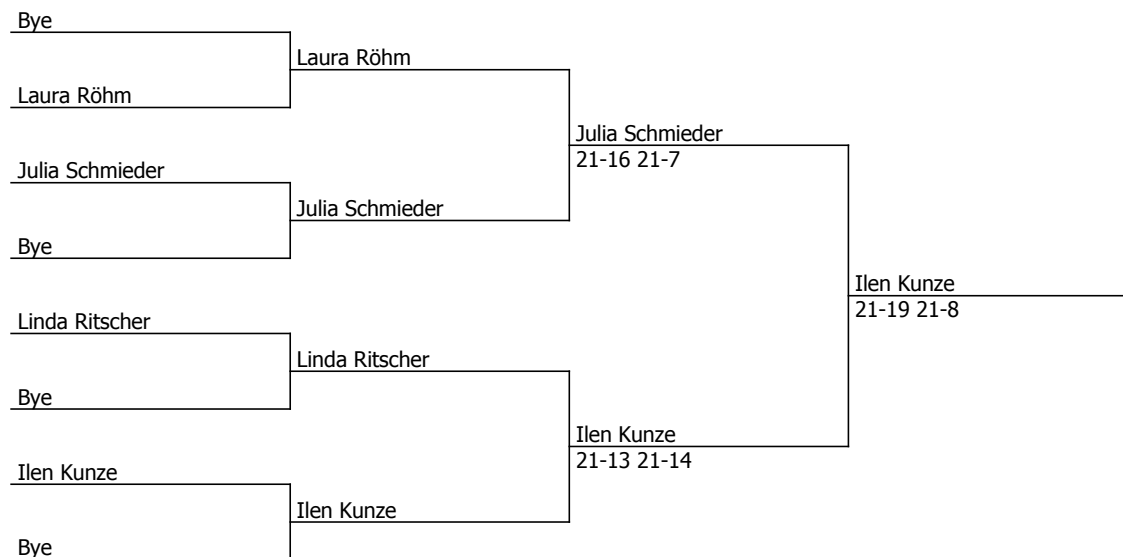 Bye
Laura Röhm
Laura Röhm
Julia Schmieder
21-16 21-7
Julia Schmieder
Julia Schmieder
Bye
Ilen Kunze
21-19 21-8
Linda Ritscher
Linda Ritscher
Bye
Ilen Kunze
21-13 21-14
Ilen Kunze
Ilen Kunze
Bye